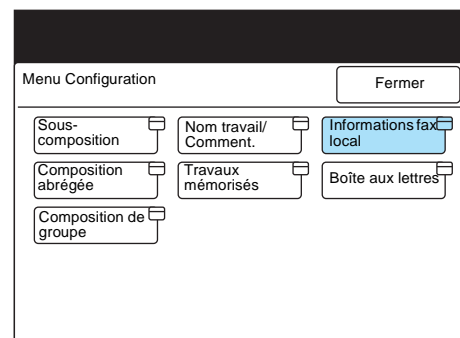 Menu Configuration
Fermer
Sous-
composition
Nom travail/
Comment.
Informations fax
local
Composition
abrégée
Travaux
mémorisés
Boîte aux lettres
Composition de
groupe